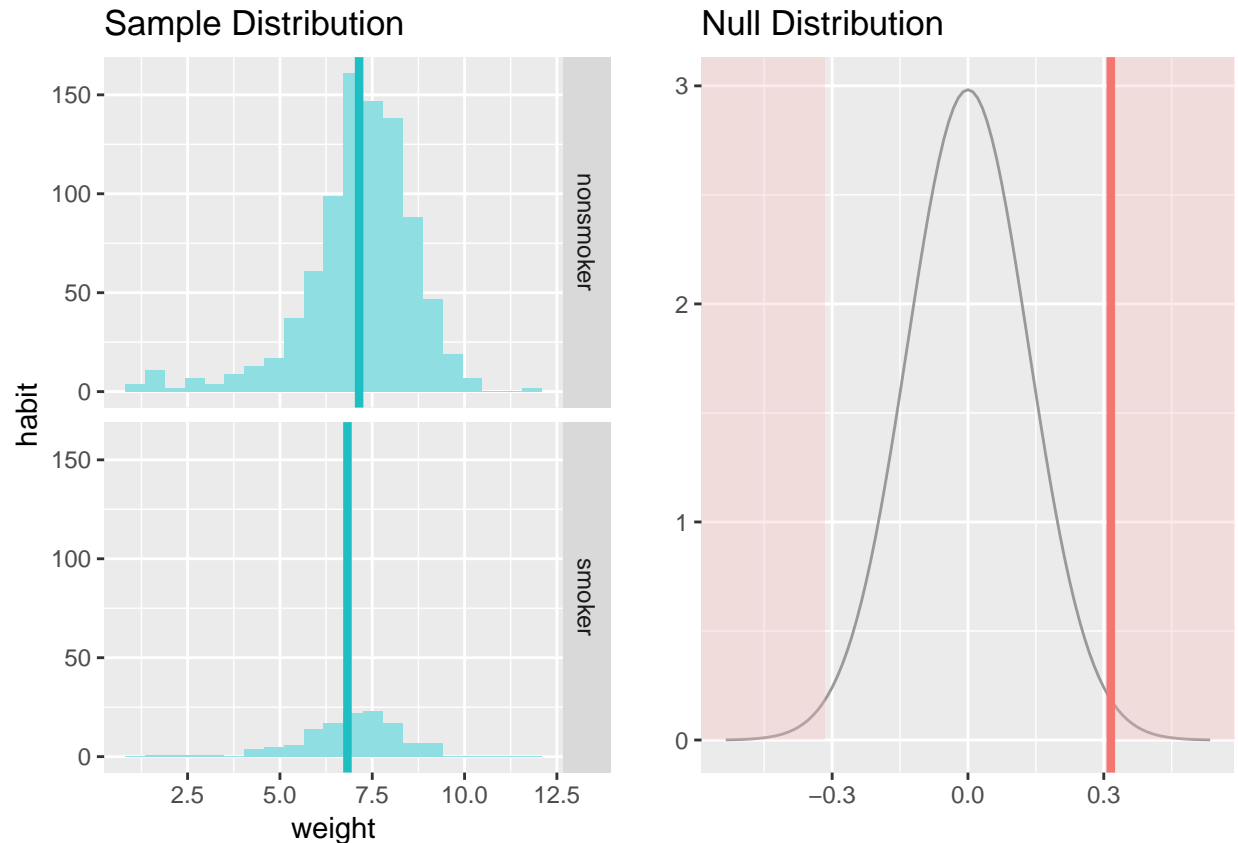 Sample Distribution
150
100
50
0
nonsmoker
habit
150
100
50
0
smoker
2.5 5.0 7.5 10.0 12.5
weight
Null Distribution
3
2
1
0
−0.3 0.0 0.3